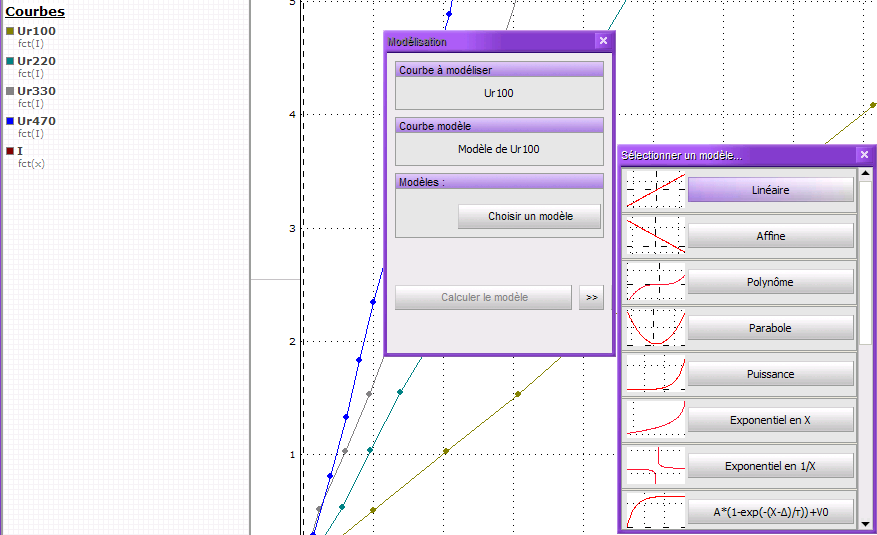 Courbes
Ur100
fct(I)
Ur220
fct(I)
Ur330
fct(I)
Ur470
fct(I)
I
fct(x)
5
4
3
2
1
Modélisation
Courbe à modéliser
Ur100
Courbe modèle
Modèle de Ur100
Modèles :
Choisir un modèle
Calculer le modèle
>>
Sélectionner un modèle...
Linéaire
Affine
Polynôme
Parabole
Puissance
Exponentiel en X
Exponentiel en 1/X
A*(1-exp(-(X-Δ)/τ))+V0